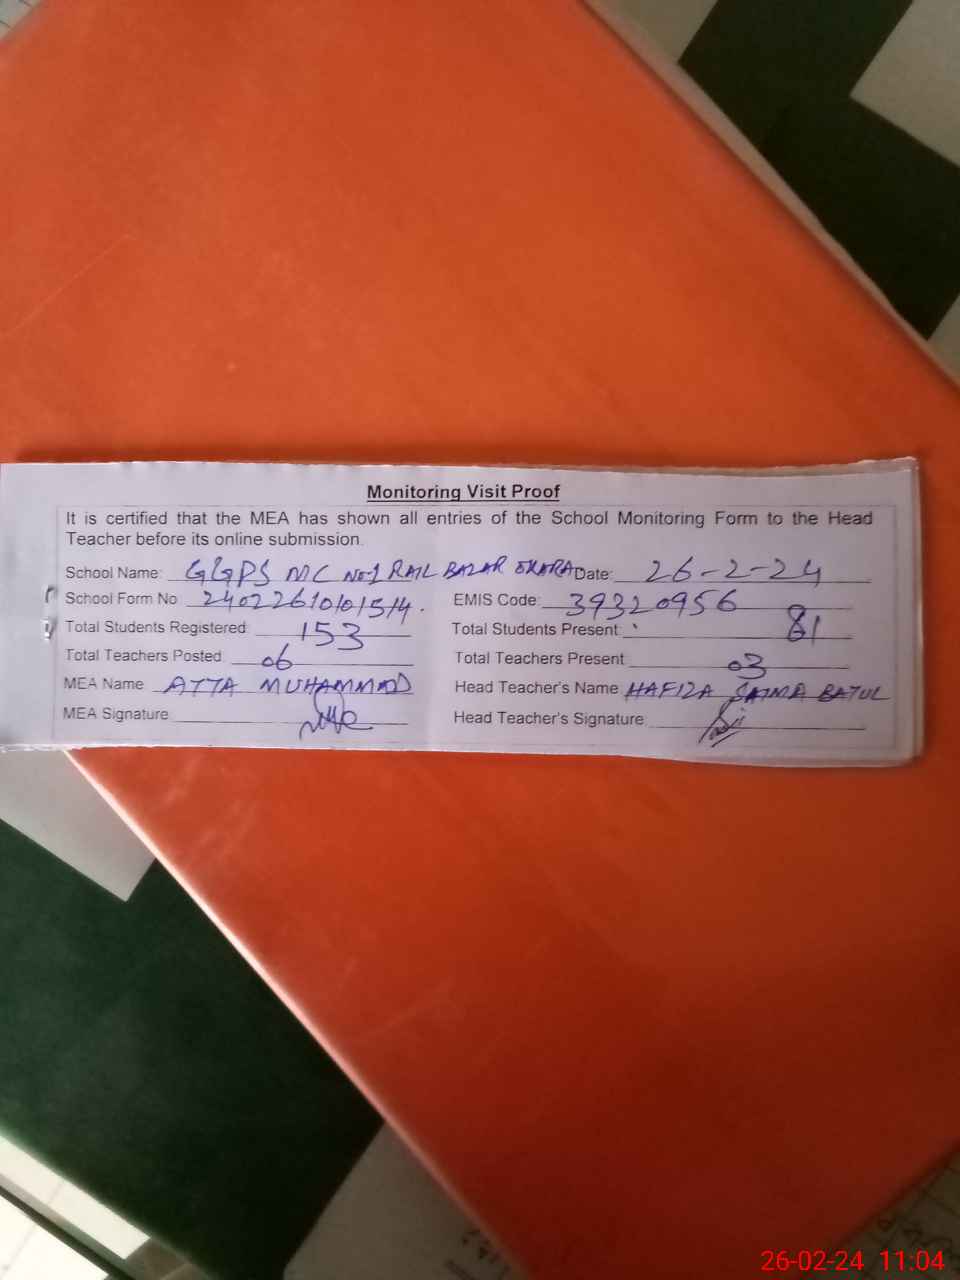 Monitoring Visit Proof
It is certified that the MEA has shown all entries of the School Monitoring Form to the Head
Teacher before its online submission.
School Name: GGPS MC No-1 RAIL BAZAR OKARA Date: 26-2-24
School Form No 24022610101514. EMIS Code: 39320956
Total Students Registered: 153 Total Students Present: 81
Total Teachers Posted: 06 Total Teachers Present: 03
MEA Name ATTA MUHAMMAD Head Teacher's Name HAFIZA SAIMA BATUL
MEA Signature Head Teacher's Signature
26-02-24 11:04